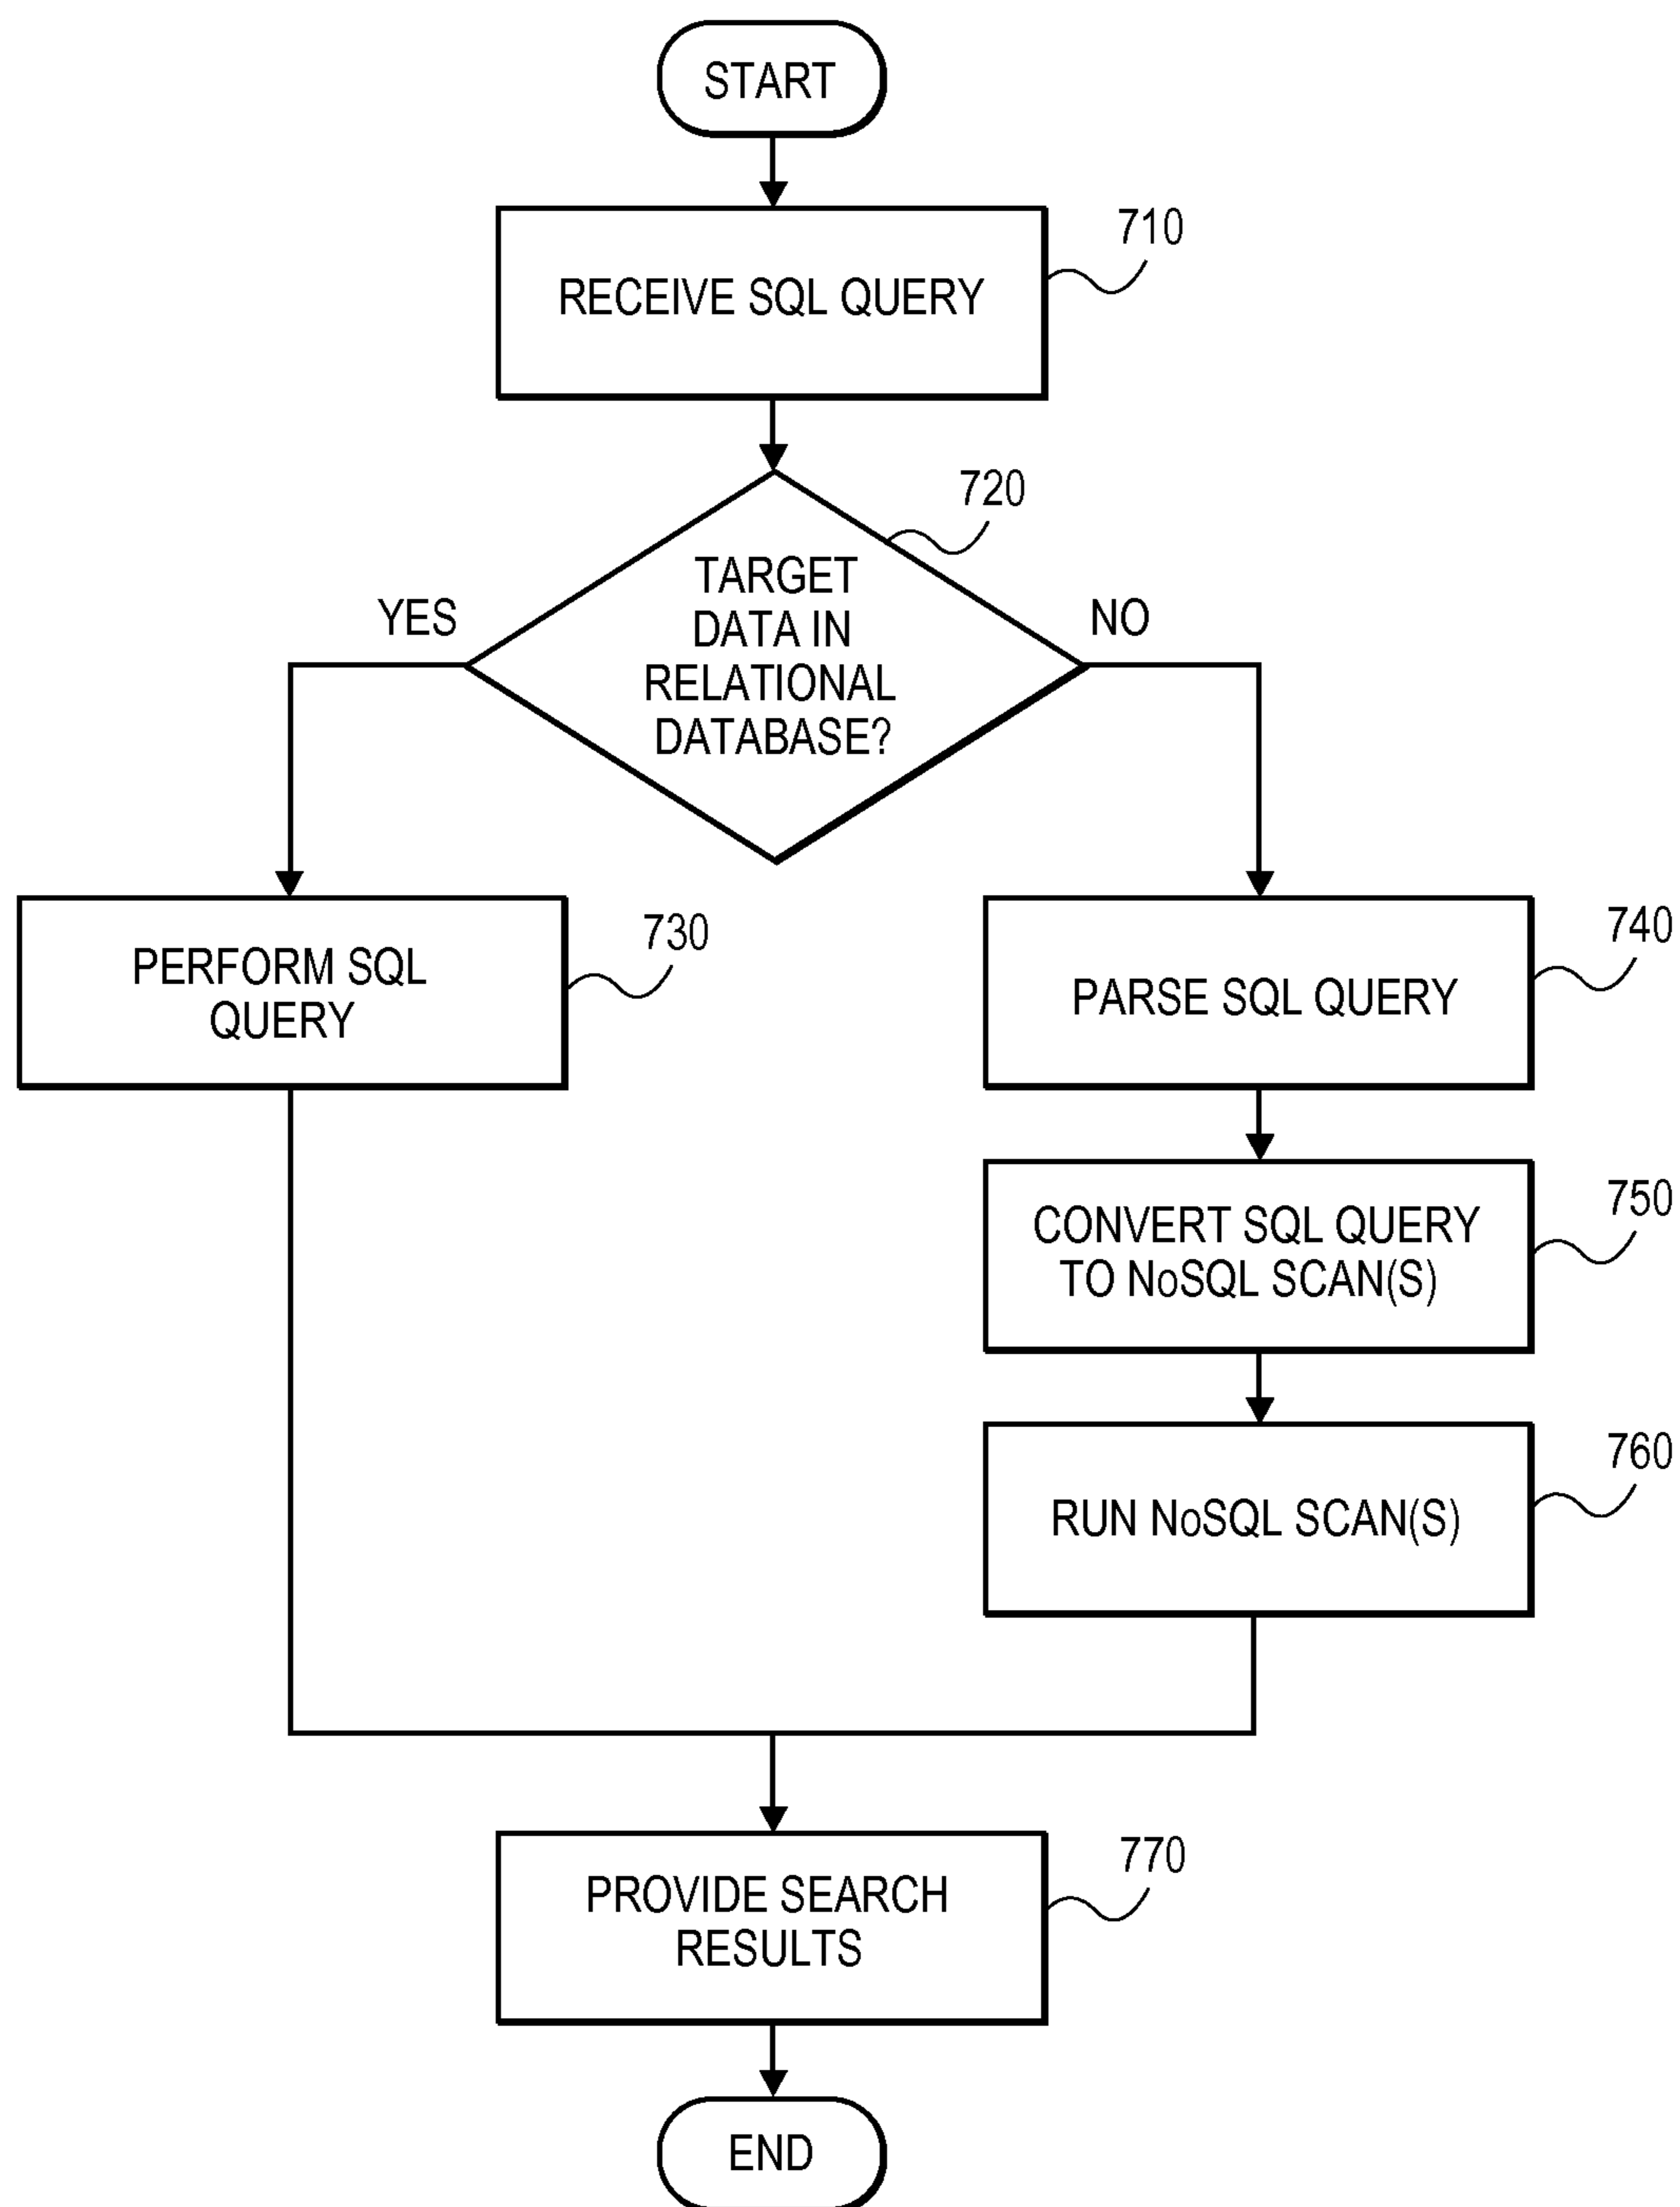 START
RECEIVE SQL QUERY
710
720
TARGET
DATA IN
RELATIONAL
DATABASE?
YES
NO
PERFORM SQL
QUERY
730
PARSE SQL QUERY
740
CONVERT SQL QUERY
TO NoSQL SCAN(S)
750
RUN NoSQL SCAN(S)
760
PROVIDE SEARCH
RESULTS
770
END